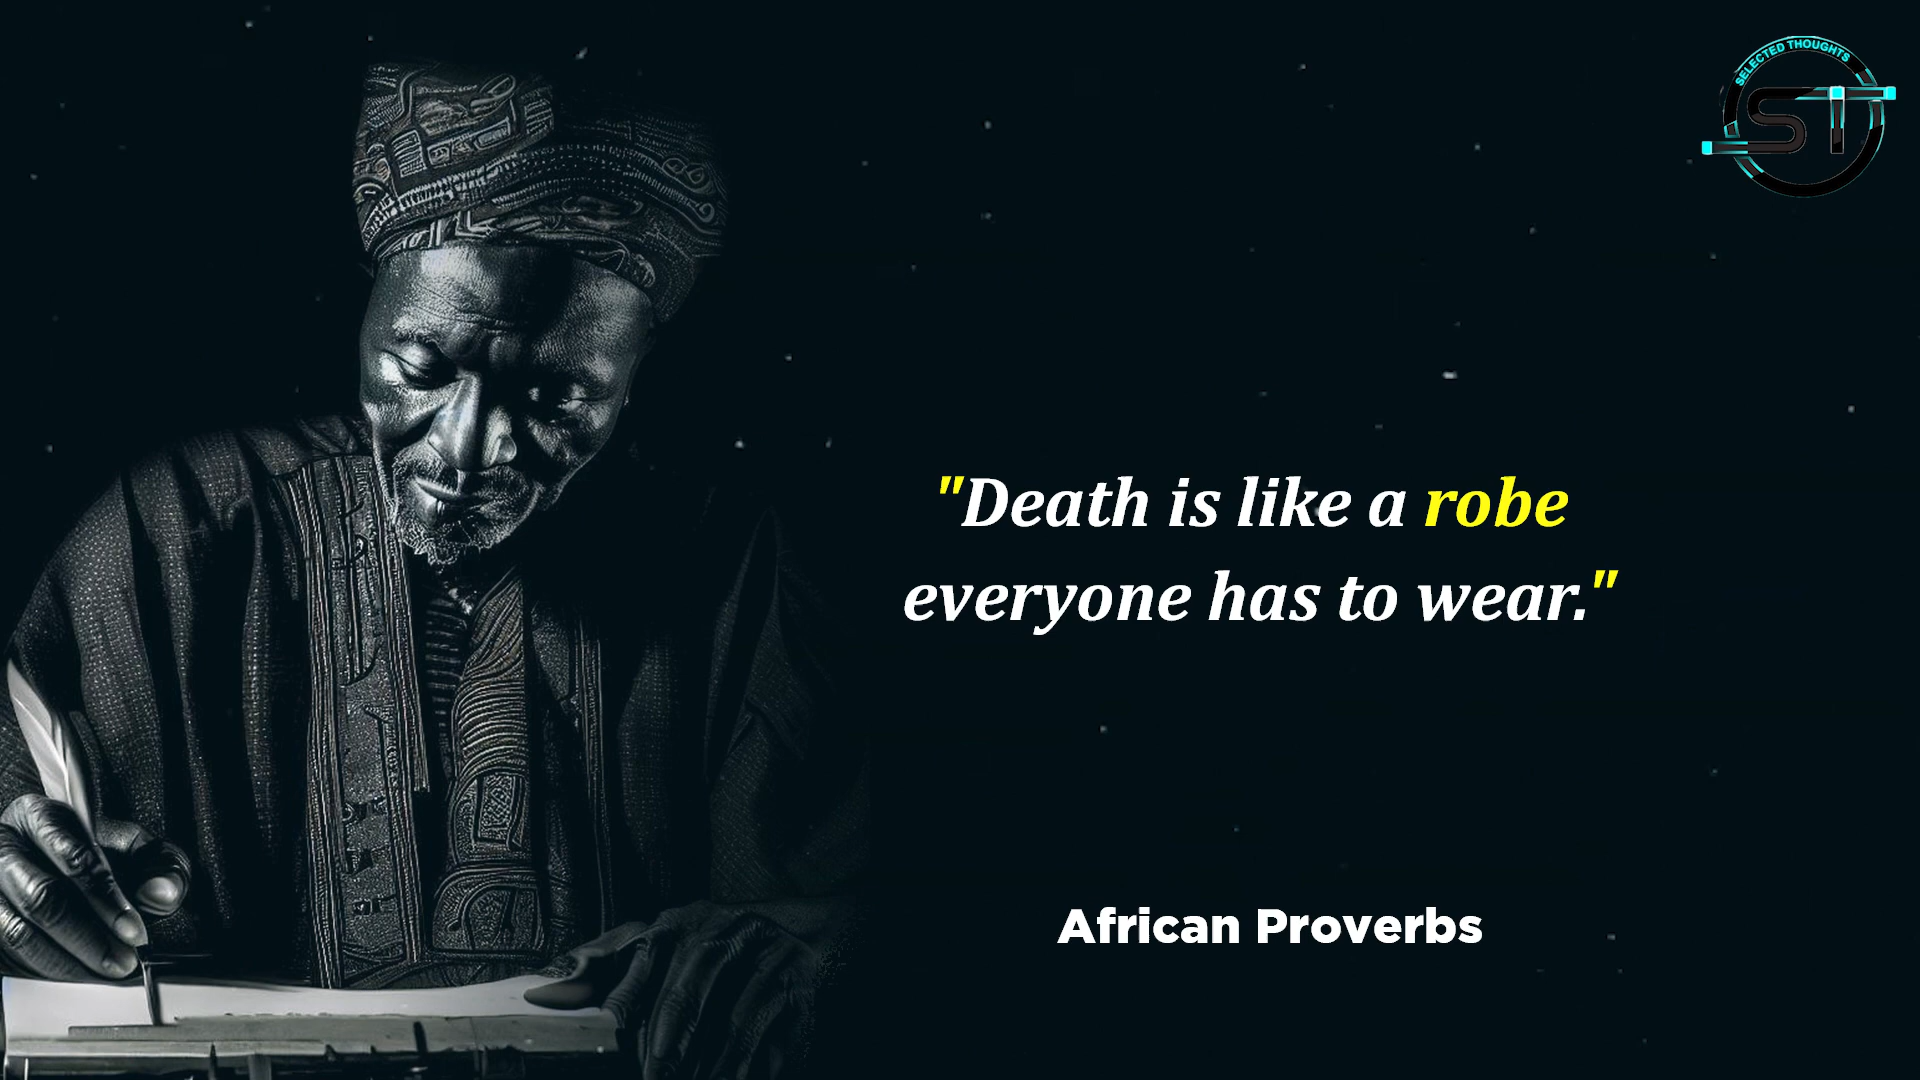 SELECTED THOUGHTS
ST
"Death is like a robe
everyone has to wear."
African Proverbs